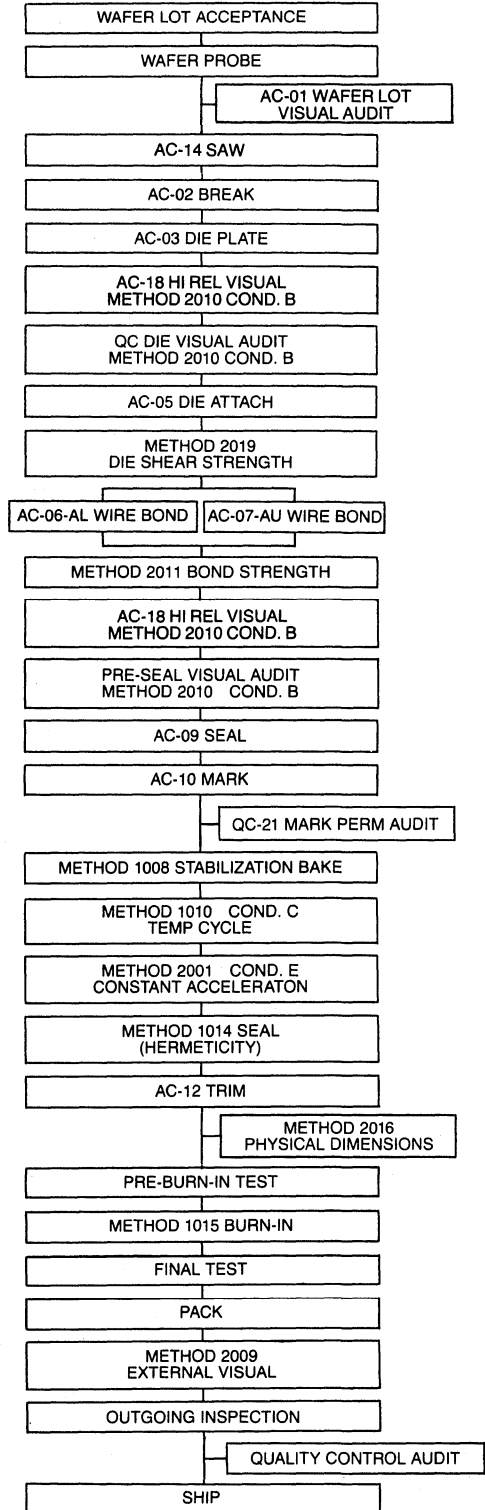 WAFER LOT ACCEPTANCE
WAFER PROBE
AC-01 WAFER LOT
VISUAL AUDIT
AC-14 SAW
AC-02 BREAK
AC-03 DIE PLATE
AC-18 HI REL VISUAL
METHOD 2010 COND. B
QC DIE VISUAL AUDIT
METHOD 2010 COND. B
AC-05 DIE ATTACH
METHOD 2019
DIE SHEAR STRENGTH
AC-06-AL WIRE BOND
AC-07-AU WIRE BOND
METHOD 2011 BOND STRENGTH
AC-18 HI REL VISUAL
METHOD 2010 COND. B
PRE-SEAL VISUAL AUDIT
METHOD 2010 COND. B
AC-09 SEAL
AC-10 MARK
QC-21 MARK PERM AUDIT
METHOD 1008 STABILIZATION BAKE
METHOD 1010 COND. C
TEMP CYCLE
METHOD 2001 COND. E
CONSTANT ACCELERATON
METHOD 1014 SEAL
(HERMETICITY)
AC-12 TRIM
METHOD 2016
PHYSICAL DIMENSIONS
PRE-BURN-IN TEST
METHOD 1015 BURN-IN
FINAL TEST
PACK
METHOD 2009
EXTERNAL VISUAL
OUTGOING INSPECTION
QUALITY CONTROL AUDIT
SHIP